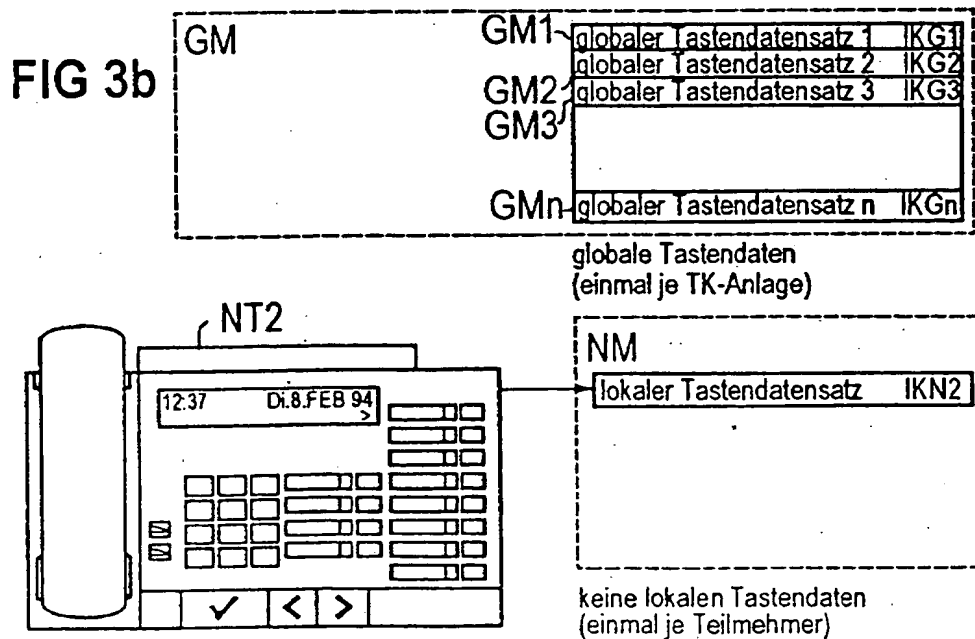 FIG 3b
GM
GM1
globaler Tastendatensatz 1 IKG1
globaler Tastendatensatz 2 IKG2
GM2
globaler Tastendatensatz 3 IKG3
GM3
GMn
globaler Tastendatensatz n IKGn
globale Tastendaten
(einmal je TK-Anlage)
NT2
12:37 Di.8.FEB 94
>
NM
lokaler Tastendatensatz IKN2
✓ < >
keine lokalen Tastendaten
(einmal je Teilmehmer)